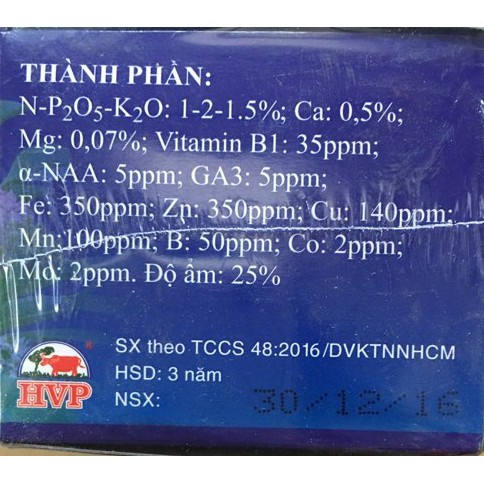 THÀNH PHẦN:
N-P₂O₅-K₂O: 1-2-1.5%; Ca: 0,5%;
Mg: 0,07%; Vitamin B1: 35ppm;
α-NAA: 5ppm; GA3: 5ppm;
Fe: 350ppm; Zn: 350ppm; Cu: 140ppm;
Mn:100ppm; B: 50ppm; Co: 2ppm;
Mo: 2ppm. Độ ẩm: 25%
SX theo TCCS 48:2016/DVKTNNHCM
HSD: 3 năm
NSX: 30/12/16
®
HVP